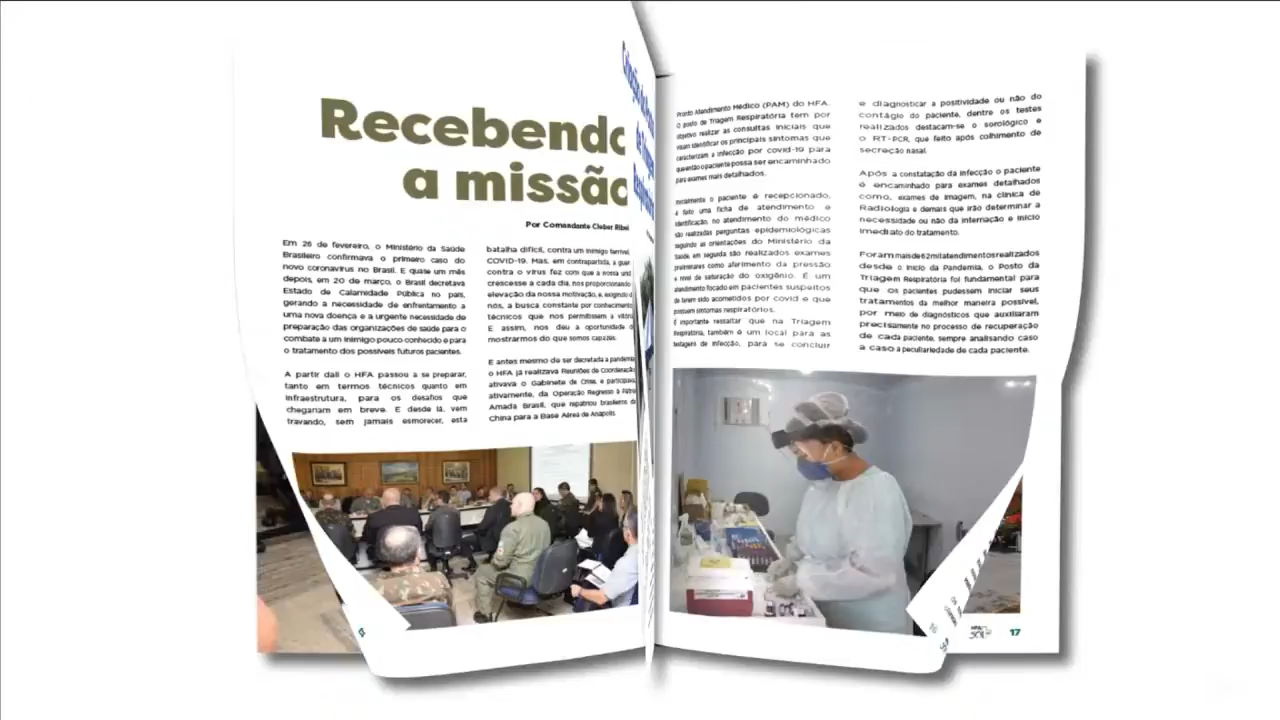 Recebendo
a missão
Por Comandante Cleber Ribei
Em 26 de fevereiro, o Ministério da Saúde
Brasileiro confirmava o primeiro caso do
novo coronavírus no Brasil. E quase um mês
depois, em 20 de março, o Brasil decretava
Estado de Calamidade Pública no país,
gerando a necessidade de enfrentamento a
uma nova doença e a urgente necessidade de
preparação das organizações de saúde para o
combate a um inimigo pouco conhecido e para
o tratamento dos possíveis futuros pacientes.
A partir dali o HFA passou a se preparar,
tanto em termos técnicos quanto em
infraestrutura, para os desafios que
chegariam em breve. E desde lá, vem
travando, sem jamais esmorecer, esta
batalha difícil, contra um inimigo terrível,
COVID-19. Mas, em contrapartida, a guer
contra o vírus fez com que a nossa unid
crescesse a cada dia, nos proporcionando
elevação da nossa motivação, e, exigindo d
nós, a busca constante por conhecimento
técnicos que nos permitissem a vitória
E assim, nos deu a oportunidade d
mostrarmos do que somos capazes.
E antes mesmo de ser decretada a pandemia
o HFA já realizava Reuniões de Coordenação
ativava o Gabinete de Crise, e participava
ativamente, da Operação Regresso à Pátria
Amada Brasil, que repatriou brasileiros da
China para a Base Aérea de Anápolis.
Pronto Atendimento Médico (PAM) do HFA.
O posto de Triagem Respiratória tem por
objetivo realizar as consultas iniciais que
visam identificar os principais sintomas que
caracterizam a infecção por covid-19 para
que então o paciente possa ser encaminhado
para exames mais detalhados.
Inicialmente o paciente é recepcionado,
é feito uma ficha de atendimento e
identificação, no atendimento do médico
são realizadas perguntas epidemiológicas
seguindo as orientações do Ministério da
Saúde, em seguida são realizados exames
preliminares como aferimento da pressão
e nível de saturação do oxigênio. É um
atendimento focado em pacientes suspeitos
de terem sido acometidos por covid e que
possuem sintomas respiratórios.
É importante ressaltar que na Triagem
Respiratória, também é um local para as
testagens de infecção, para se concluir
e diagnosticar a positividade ou não do
contágio do paciente, dentre os testes
realizados destacam-se o sorológico e
o RT-PCR, que feito após colhimento de
secreção nasal.
Após a constatação da infecção o paciente
é encaminhado para exames detalhados
como, exames de imagem, na clínica de
Radiologia e demais que irão determinar a
necessidade ou não da internação e início
imediato do tratamento.
Foram mais de 62 mil atendimentos realizados
desde o início da Pandemia, o Posto da
Triagem Respiratória foi fundamental para
que os pacientes pudessem iniciar seus
tratamentos da melhor maneira possível,
por meio de diagnósticos que auxiliaram
precisamente no processo de recuperação
de cada paciente, sempre analisando caso
a caso a peculiaridade de cada paciente.
17